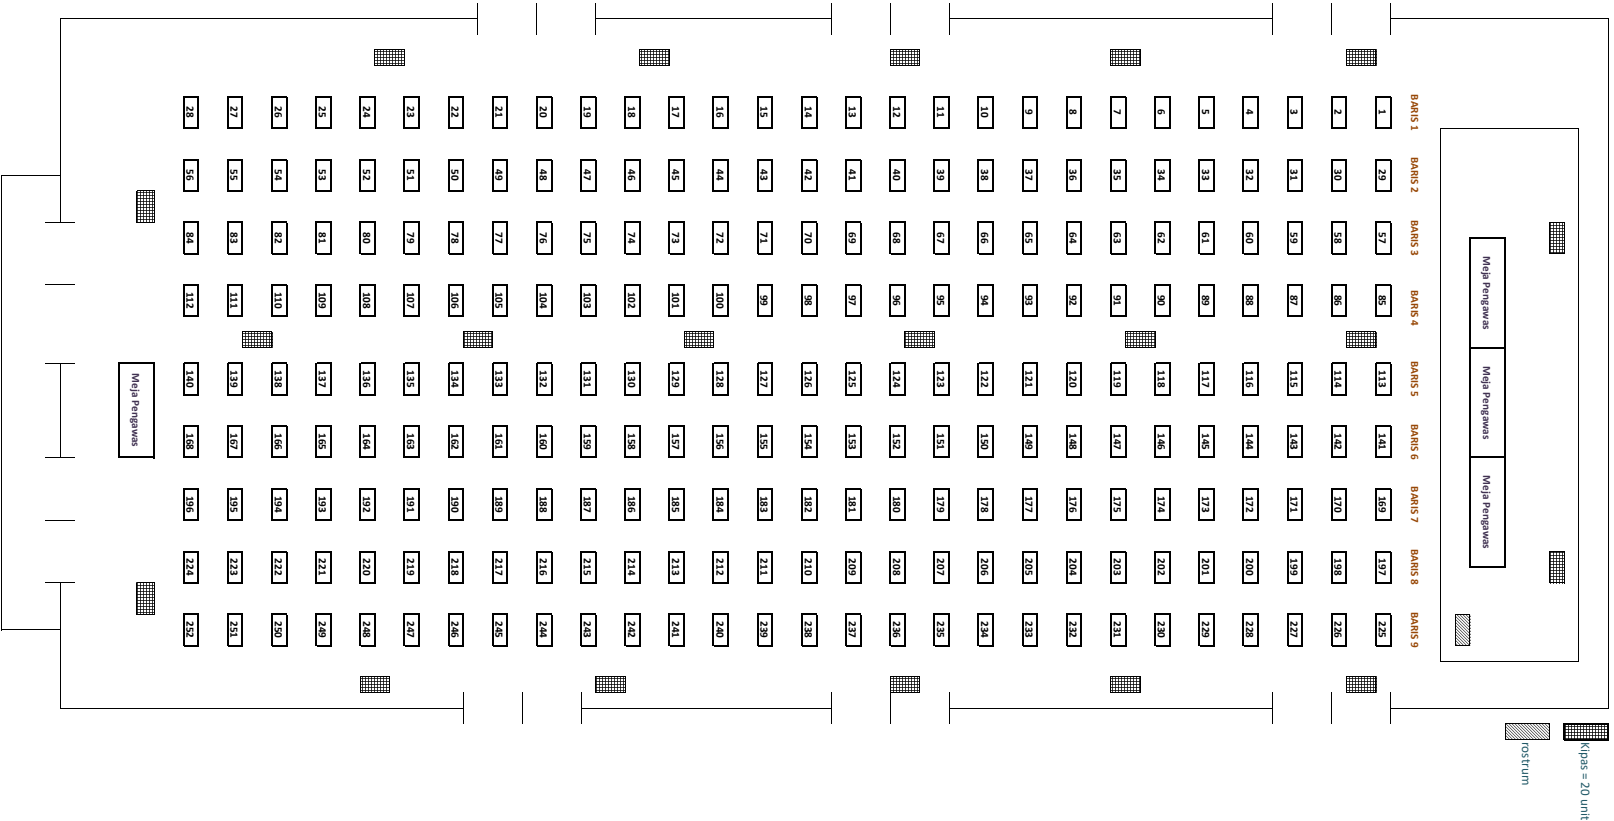 Kipas = 20 unit
rostrum
Meja Pengawas Meja Pengawas Meja Pengawas
BARIS 1 BARIS 2 BARIS 3 BARIS 4 BARIS 5 BARIS 6 BARIS 7 BARIS 8 BARIS 9
1 29 57 85 113 141 169 197 225
2 30 58 86 114 142 170 198 226
3 31 59 87 115 143 171 199 227
4 32 60 88 116 144 172 200 228
5 33 61 89 117 145 173 201 229
6 34 62 90 118 146 174 202 230
7 35 63 91 119 147 175 203 231
8 36 64 92 120 148 176 204 232
9 37 65 93 121 149 177 205 233
10 38 66 94 122 150 178 206 234
11 39 67 95 123 151 179 207 235
12 40 68 96 124 152 180 208 236
13 41 69 97 125 153 181 209 237
14 42 70 98 126 154 182 210 238
15 43 71 99 127 155 183 211 239
16 44 72 100 128 156 184 212 240
17 45 73 101 129 157 185 213 241
18 46 74 102 130 158 186 214 242
19 47 75 103 131 159 187 215 243
20 48 76 104 132 160 188 216 244
21 49 77 105 133 161 189 217 245
22 50 78 106 134 162 190 218 246
23 51 79 107 135 163 191 219 247
24 52 80 108 136 164 192 220 248
25 53 81 109 137 165 193 221 249
26 54 82 110 138 166 194 222 250
27 55 83 111 139 167 195 223 251
28 56 84 112 140 168 196 224 252
Meja Pengawas